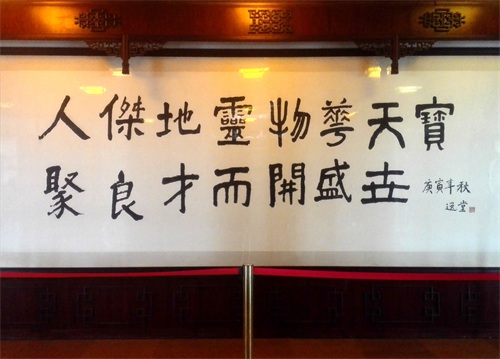 人傑地靈物華天寶
聚良才而開盛世
庚寅年秋